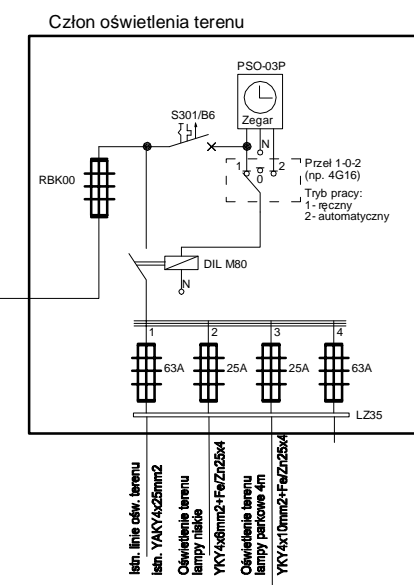 Człon oświetlenia terenu
PSO-03P
Zegar
S301/B6
N
1
0
2
Przeł 1-0-2
(np. 4G16)
Tryb pracy:
1- ręczny
2- automatyczny
RBK00
DIL M80
N
1
2
3
4
63A
25A
25A
63A
LZ35
Istn. linie ośw. terenu
istn. YAKY4x25mm2
Oświetlenie terenu
lampy niskie
YKY4x6mm2+Fe/Zn25x4
Oświetlenie terenu
lampy parkowe 4m
YKY4x10mm2+Fe/Zn25x4